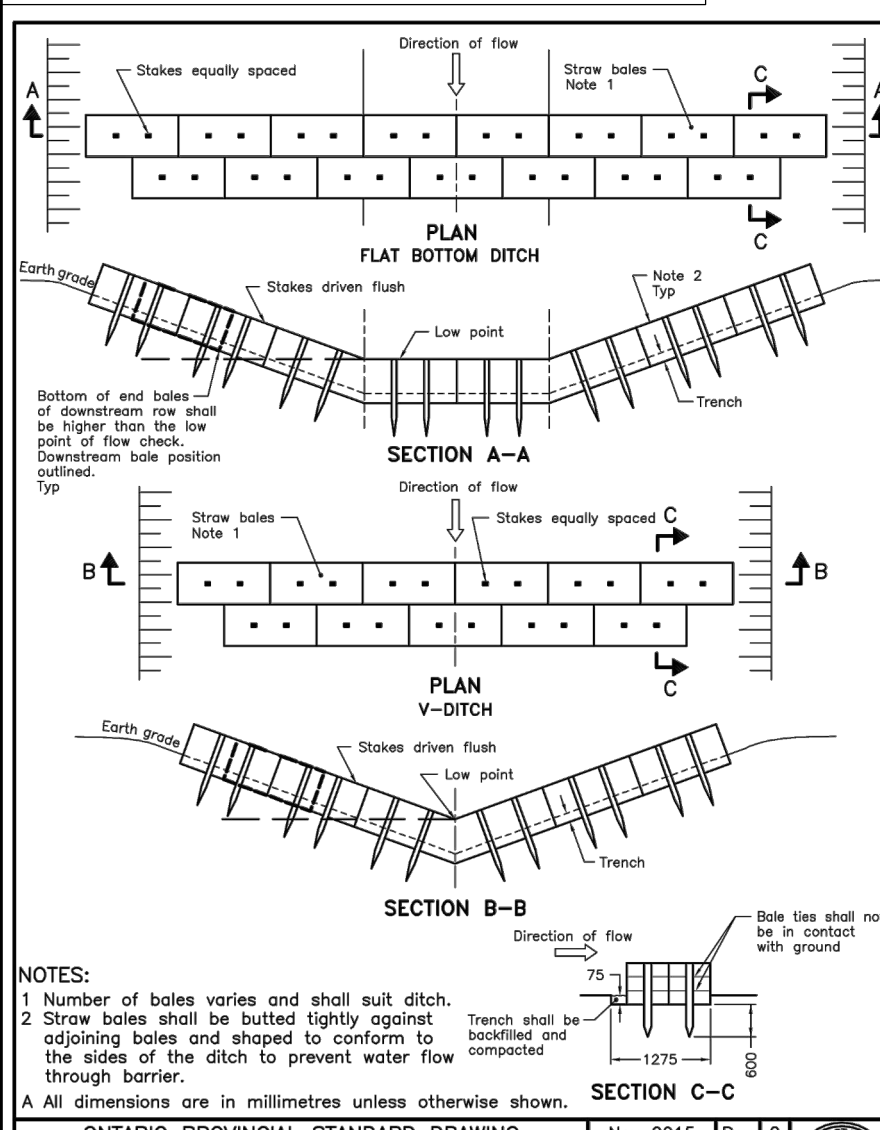 Direction of flow
Stakes equally spaced
Straw bales
Note 1
C
A
A
C
PLAN
FLAT BOTTOM DITCH
Earth grade
Stakes driven flush
Note 2
Typ
Low point
Trench
Bottom of end bales
of downstream row shall
be higher than the low
point of flow check.
Downstream bale position
outlined.
Typ
SECTION A-A
Direction of flow
Straw bales
Note 1
Stakes equally spaced
C
B
B
C
PLAN
V-DITCH
Earth grade
Stakes driven flush
Low point
Trench
SECTION B-B
Direction of flow
Bale ties shall no
be in contact
with ground
75
Trench shall be
backfilled and
compacted
1275
600
SECTION C-C
NOTES:
1 Number of bales varies and shall suit ditch.
2 Straw bales shall be butted tightly against
adjoining bales and shaped to conform to
the sides of the ditch to prevent water flow
through barrier.
A All dimensions are in millimetres unless otherwise shown.
ONTARIO PROVINCIAL STANDARD DRAWING
2015